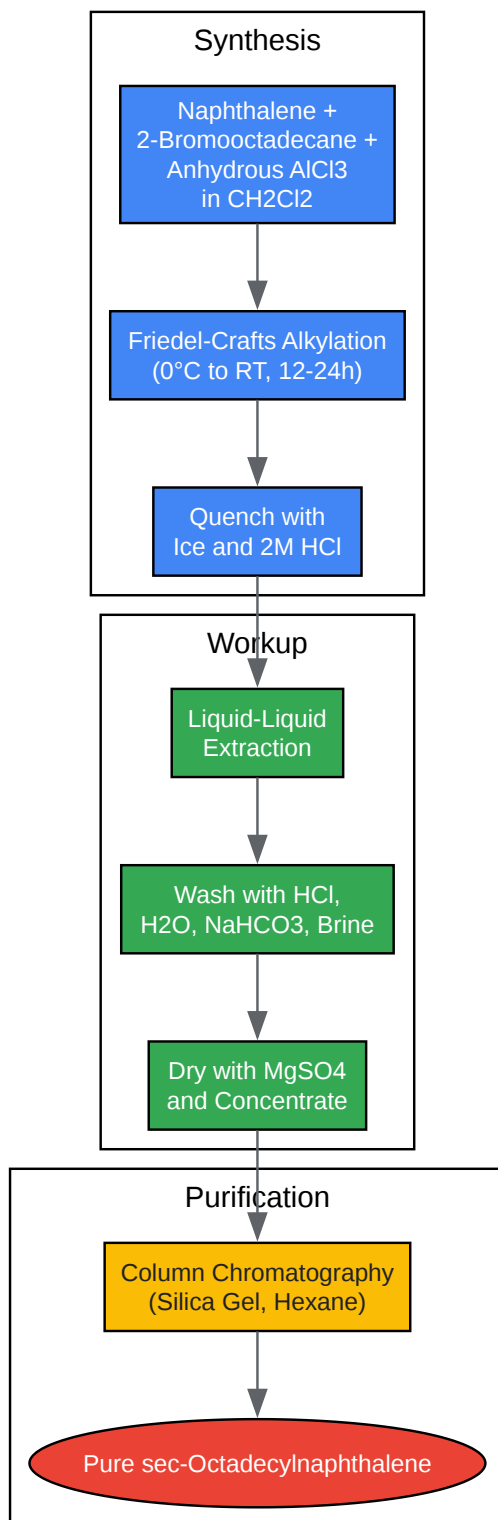 Synthesis
Naphthalene +
2-Bromooctadecane +
Anhydrous AlCl3
in CH2Cl2
Friedel-Crafts Alkylation
(0°C to RT, 12-24h)
Quench with
Ice and 2M HCl
Workup
Liquid-Liquid
Extraction
Wash with HCl,
H2O, NaHCO3, Brine
Dry with MgSO4
and Concentrate
Purification
Column Chromatography
(Silica Gel, Hexane)
Pure sec-Octadecylnaphthalene